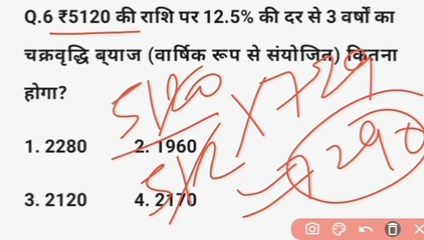 Q.6 ₹5120 की राशि पर 12.5% की दर से 3 वर्षों का
चक्रवृद्धि ब्याज (वार्षिक रूप से संयोजित) कितना
होगा?
1. 2280 2. 1960
3. 2120 4. 2170